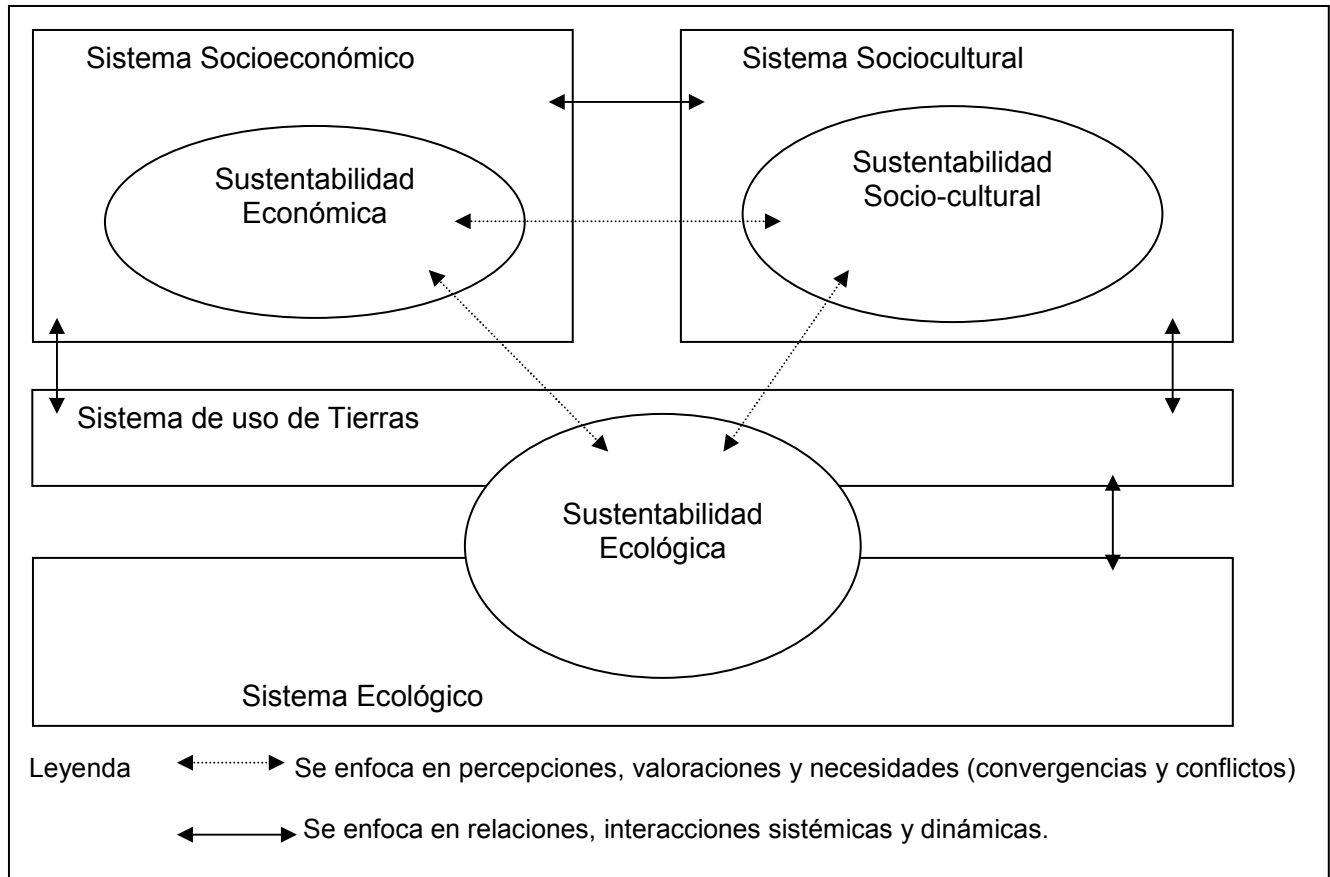 Sistema Socioeconómico
Sistema Sociocultural
Sustentabilidad
Económica
Sustentabilidad
Socio-cultural
Sistema de uso de Tierras
Sustentabilidad
Ecológica
Sistema Ecológico
Leyenda
Se enfoca en percepciones, valoraciones y necesidades (convergencias y conflictos)
Se enfoca en relaciones, interacciones sistémicas y dinámicas.